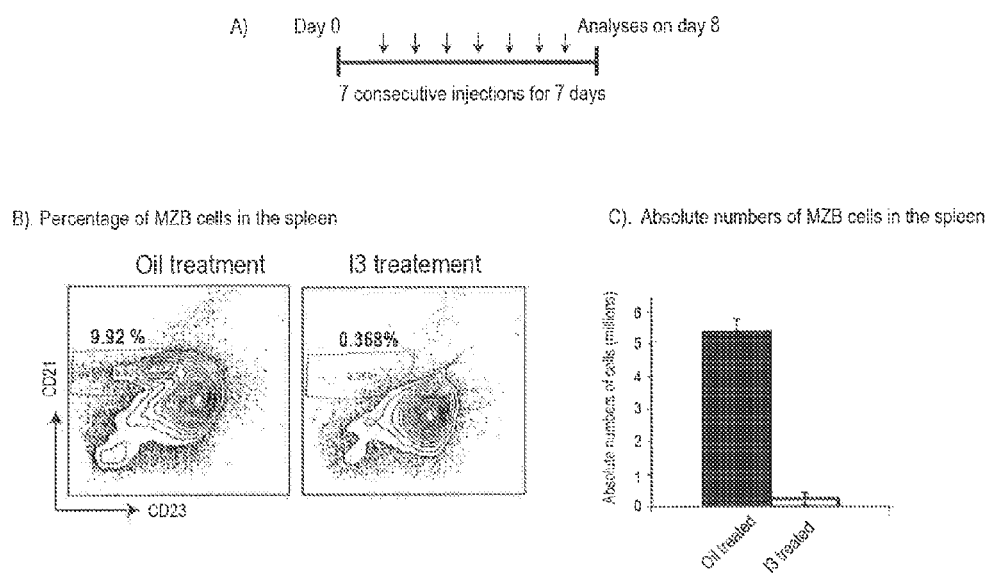 A) Day 0 Analyses on day 8
7 consecutive injections for 7 days
B). Percentage of MZB cells in the spleen
Oil treatment
I3 treatement
9.92 %
0.368%
CD21
CD23
C). Absolute numbers of MZB cells in the spleen
Absolute numbers of cells (millions)
6
5
4
3
2
1
0
Oil treated
I3 treated